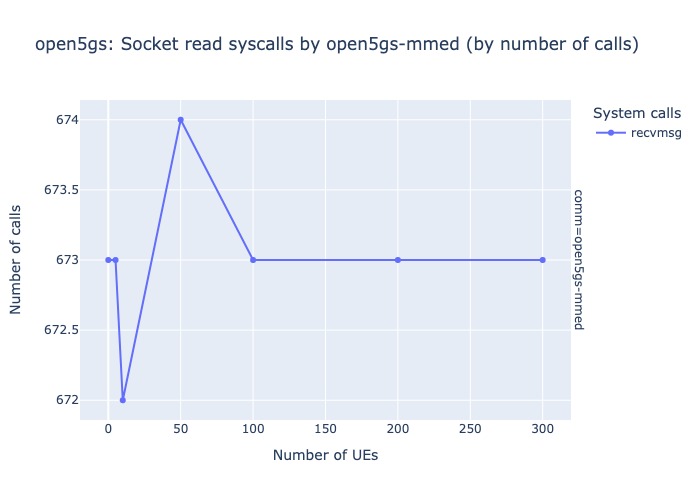 open5gs: Socket read syscalls by open5gs-mmed (by number of calls)
System calls
recvmsg
674
673.5
673
672.5
672
Number of calls
comm=open5gs-mmed
0 50 100 150 200 250 300
Number of UEs